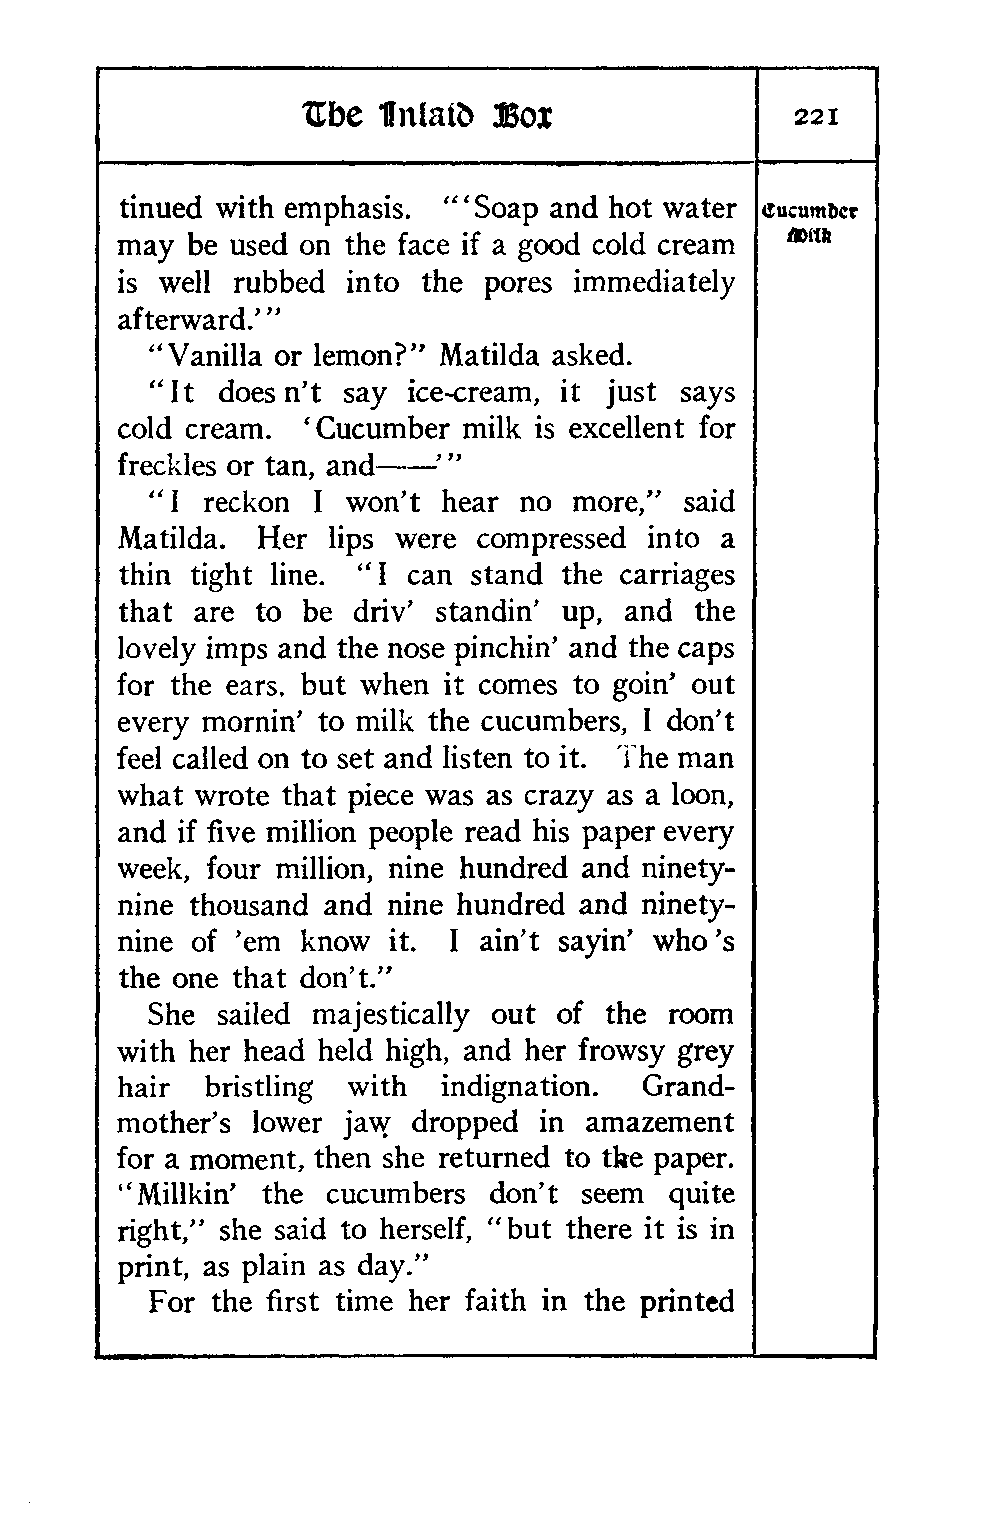 The Inlaid Box 221
tinued with emphasis. "'Soap and hot water
Cucumber
may be used on the face if a good cold cream
Milk
is well rubbed into the pores immediately
afterward.'"
"Vanilla or lemon?" Matilda asked.
"It does n't say ice-cream, it just says
cold cream. 'Cucumber milk is excellent for
freckles or tan, and——'"
"I reckon I won't hear no more," said
Matilda. Her lips were compressed into a
thin tight line. "I can stand the carriages
that are to be driv' standin' up, and the
lovely imps and the nose pinchin' and the caps
for the ears, but when it comes to goin' out
every mornin' to milk the cucumbers, I don't
feel called on to set and listen to it. The man
what wrote that piece was as crazy as a loon,
and if five million people read his paper every
week, four million, nine hundred and ninety-
nine thousand and nine hundred and ninety-
nine of 'em know it. I ain't sayin' who 's
the one that don't."
She sailed majestically out of the room
with her head held high, and her frowsy grey
hair bristling with indignation. Grand-
mother's lower jaw dropped in amazement
for a moment, then she returned to the paper.
"Millkin' the cucumbers don't seem quite
right," she said to herself, "but there it is in
print, as plain as day."
For the first time her faith in the printed